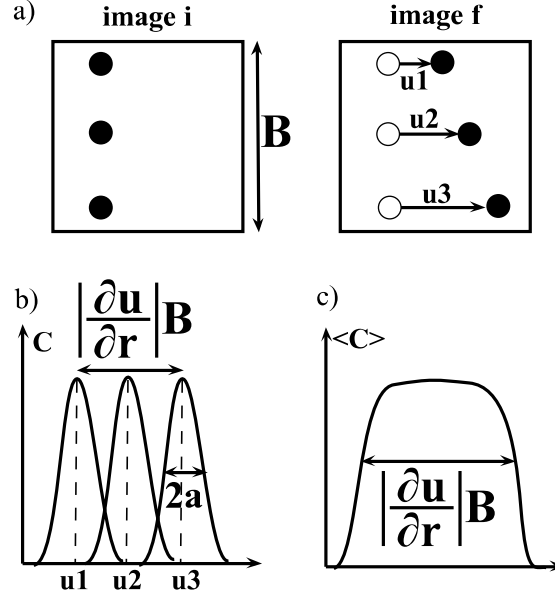 a)
image i
image f
B
u1
u2
u3
b)
C
|∂u/∂r|B
2a
u1 u2 u3
c)
<C>
|∂u/∂r|B